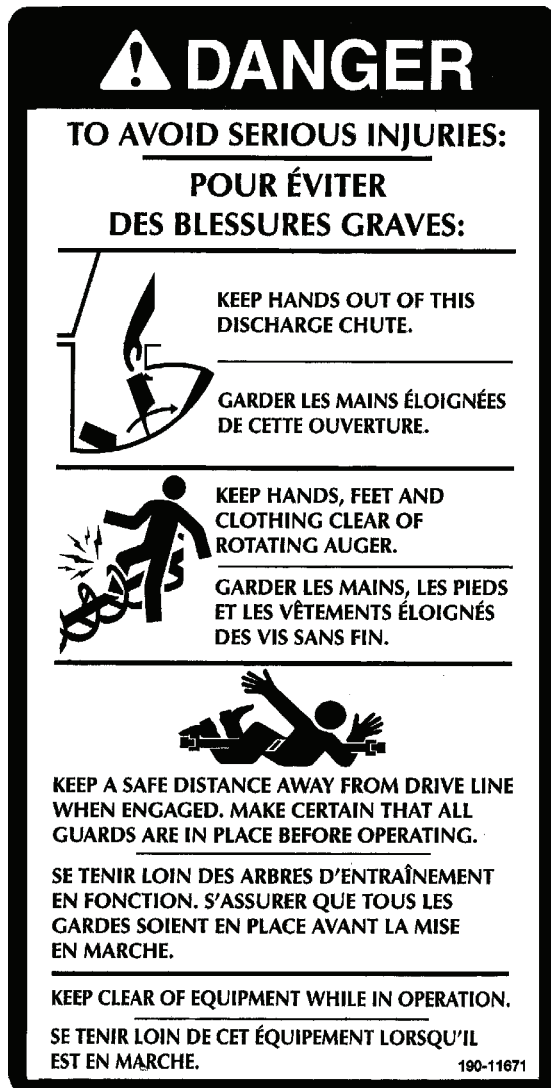 DANGER
TO AVOID SERIOUS INJURIES:
POUR ÉVITER
DES BLESSURES GRAVES:
KEEP HANDS OUT OF THIS
DISCHARGE CHUTE.
GARDER LES MAINS ÉLOIGNÉES
DE CETTE OUVERTURE.
KEEP HANDS, FEET AND
CLOTHING CLEAR OF
ROTATING AUGER.
GARDER LES MAINS, LES PIEDS
ET LES VÊTEMENTS ÉLOIGNÉS
DES VIS SANS FIN.
KEEP A SAFE DISTANCE AWAY FROM DRIVE LINE
WHEN ENGAGED. MAKE CERTAIN THAT ALL
GUARDS ARE IN PLACE BEFORE OPERATING.
SE TENIR LOIN DES ARBRES D'ENTRAÎNEMENT
EN FONCTION. S'ASSURER QUE TOUS LES
GARDES SOIENT EN PLACE AVANT LA MISE
EN MARCHE.
KEEP CLEAR OF EQUIPMENT WHILE IN OPERATION.
SE TENIR LOIN DE CET ÉQUIPEMENT LORSQU'IL
EST EN MARCHE.
190-11671